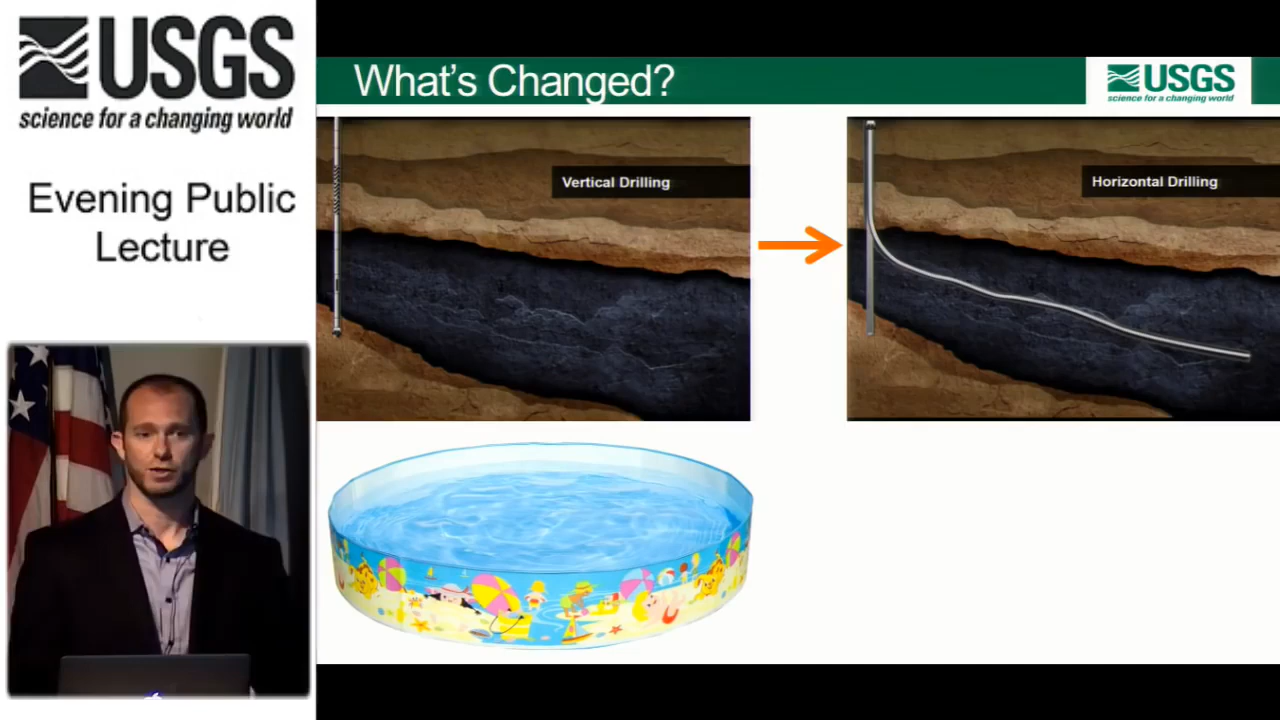 USGS
science for a changing world
Evening Public
Lecture
What's Changed?
USGS
science for a changing world
Vertical Drilling
Horizontal Drilling